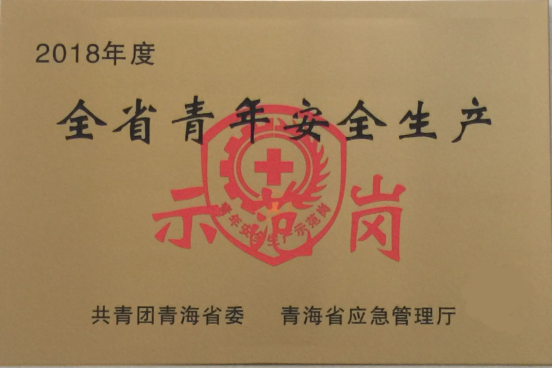 2018年度
全省青年安全生产
示范岗
青年安全生产示范岗
共青团青海省委 青海省应急管理厅